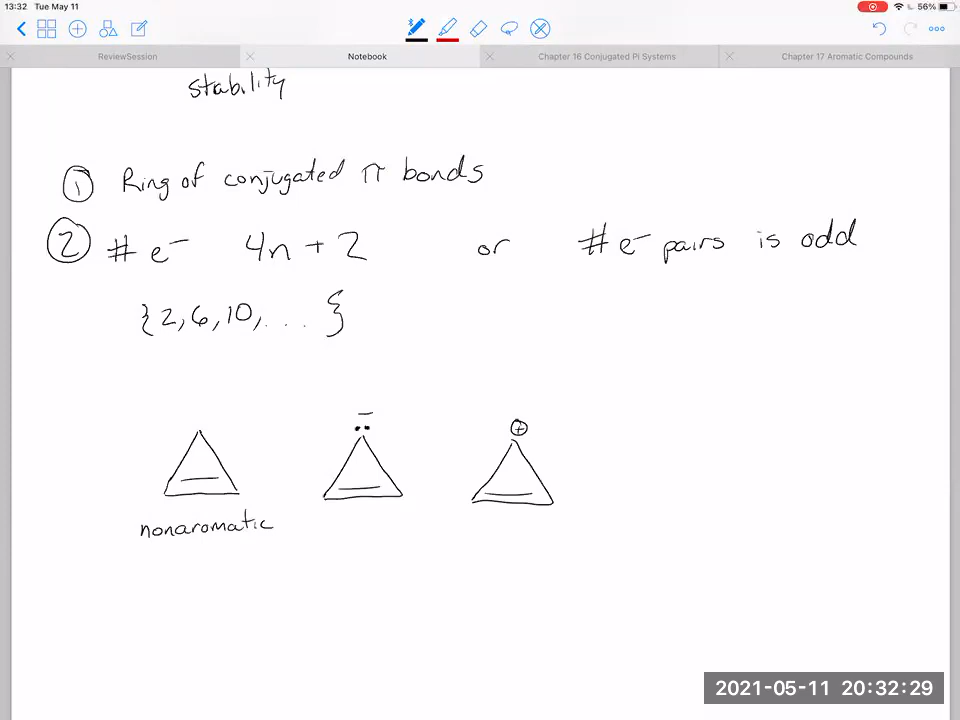 13:32 Tue May 11
56%
ReviewSession
Notebook
Chapter 16 Conjugated Pi Systems
Chapter 17 Aromatic Compounds
stability
① Ring of conjugated π bonds
② # e⁻ 4n + 2 or # e⁻ pairs is odd
{2, 6, 10, . . . }
nonaromatic
2021-05-11 20:32:29